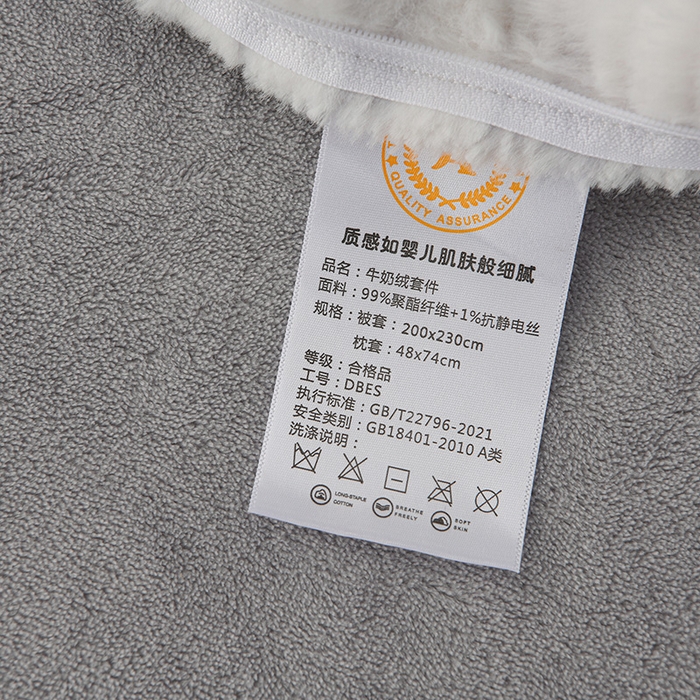 QUALITY ASSURANCE
质感如婴儿肌肤般细腻
品名：牛奶绒套件
面料：99%聚酯纤维+1%抗静电丝
规格：被套：200x230cm
枕套：48x74cm
等级：合格品
工号：DBES
执行标准：GB/T22796-2021
安全类别：GB18401-2010 A类
洗涤说明：
LONG-STAPLE
COTTON
BREATHE
FREELY
SOFT
SKIN